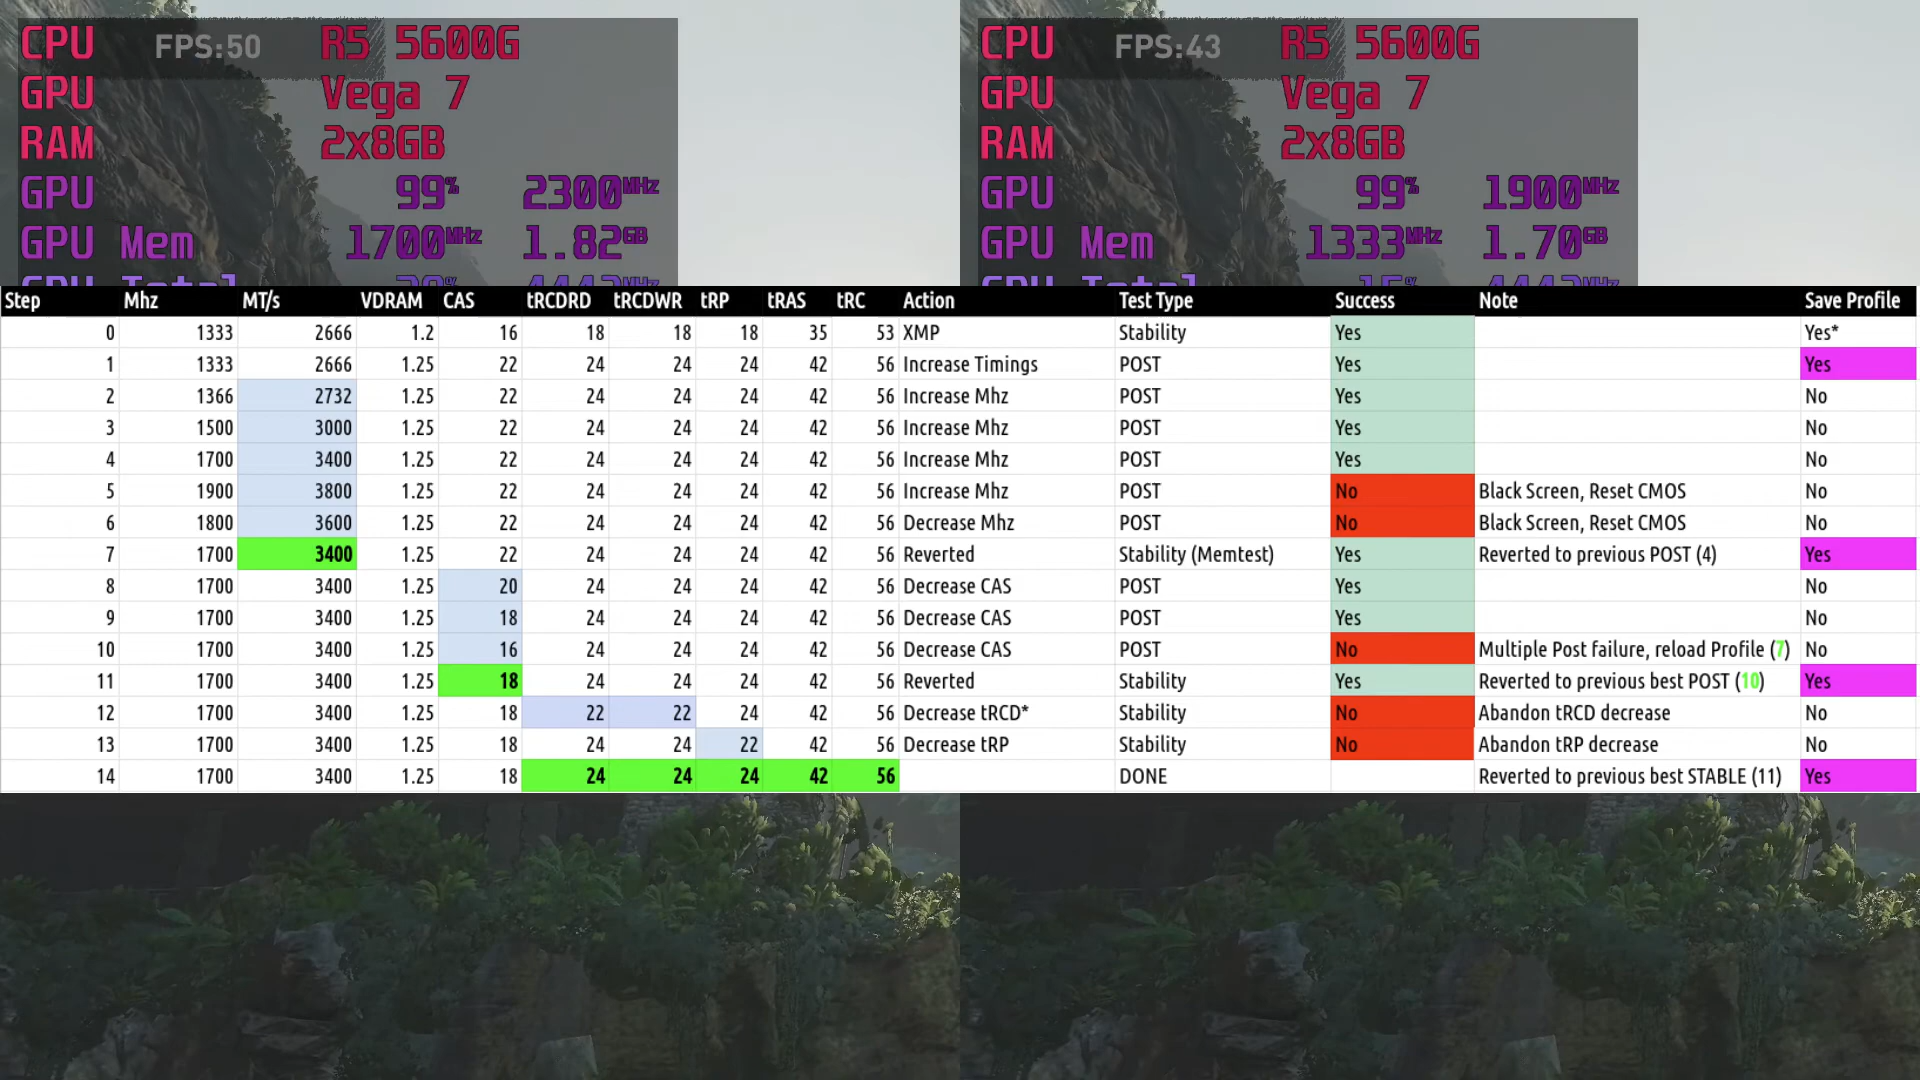 CPU FPS:50 R5 5600G
GPU Vega 7
RAM 2x8GB
GPU 99% 2300MHz
GPU Mem 1700MHz 1.82GB
CPU FPS:43 R5 5600G
GPU Vega 7
RAM 2x8GB
GPU 99% 1900MHz
GPU Mem 1333MHz 1.70GB
Step Mhz MT/s VDRAM CAS tRCDRD tRCDWR tRP tRAS tRC Action Test Type Success Note Save Profile
0 1333 2666 1.2 16 18 18 18 35 53 XMP Stability Yes Yes*
1 1333 2666 1.25 22 24 24 24 42 56 Increase Timings POST Yes Yes
2 1366 2732 1.25 22 24 24 24 42 56 Increase Mhz POST Yes No
3 1500 3000 1.25 22 24 24 24 42 56 Increase Mhz POST Yes No
4 1700 3400 1.25 22 24 24 24 42 56 Increase Mhz POST Yes No
5 1900 3800 1.25 22 24 24 24 42 56 Increase Mhz POST No Black Screen, Reset CMOS No
6 1800 3600 1.25 22 24 24 24 42 56 Decrease Mhz POST No Black Screen, Reset CMOS No
7 1700 3400 1.25 22 24 24 24 42 56 Reverted Stability (Memtest) Yes Reverted to previous POST (4) Yes
8 1700 3400 1.25 20 24 24 24 42 56 Decrease CAS POST Yes No
9 1700 3400 1.25 18 24 24 24 42 56 Decrease CAS POST Yes No
10 1700 3400 1.25 16 24 24 24 42 56 Decrease CAS POST No Multiple Post failure, reload Profile (7) No
11 1700 3400 1.25 18 24 24 24 42 56 Reverted Stability Yes Reverted to previous best POST (10) Yes
12 1700 3400 1.25 18 22 22 24 42 56 Decrease tRCD* Stability No Abandon tRCD decrease No
13 1700 3400 1.25 18 24 24 22 42 56 Decrease tRP Stability No Abandon tRP decrease No
14 1700 3400 1.25 18 24 24 24 42 56 DONE Reverted to previous best STABLE (11) Yes